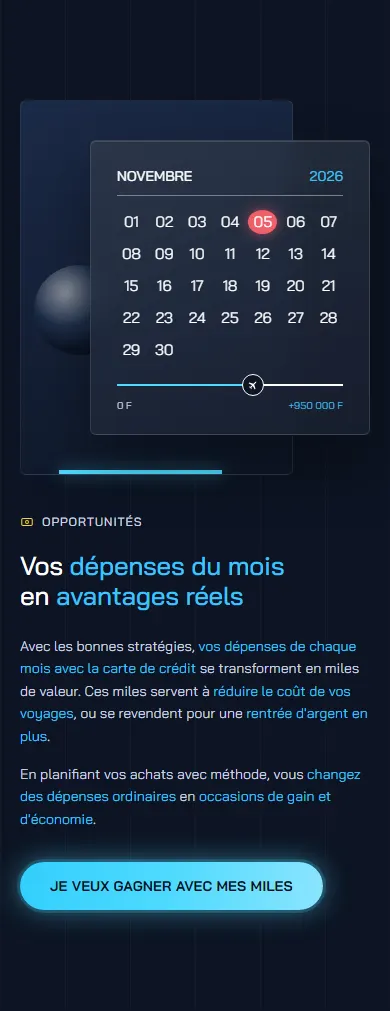 NOVEMBRE 2026
01 02 03 04 05 06 07
08 09 10 11 12 13 14
15 16 17 18 19 20 21
22 23 24 25 26 27 28
29 30
0 F +950 000 F
OPPORTUNITÉS
Vos dépenses du mois
en avantages réels
Avec les bonnes stratégies, vos dépenses de chaque
mois avec la carte de crédit se transforment en miles
de valeur. Ces miles servent à réduire le coût de vos
voyages, ou se revendent pour une rentrée d'argent en
plus.
En planifiant vos achats avec méthode, vous changez
des dépenses ordinaires en occasions de gain et
d'économie.
JE VEUX GAGNER AVEC MES MILES